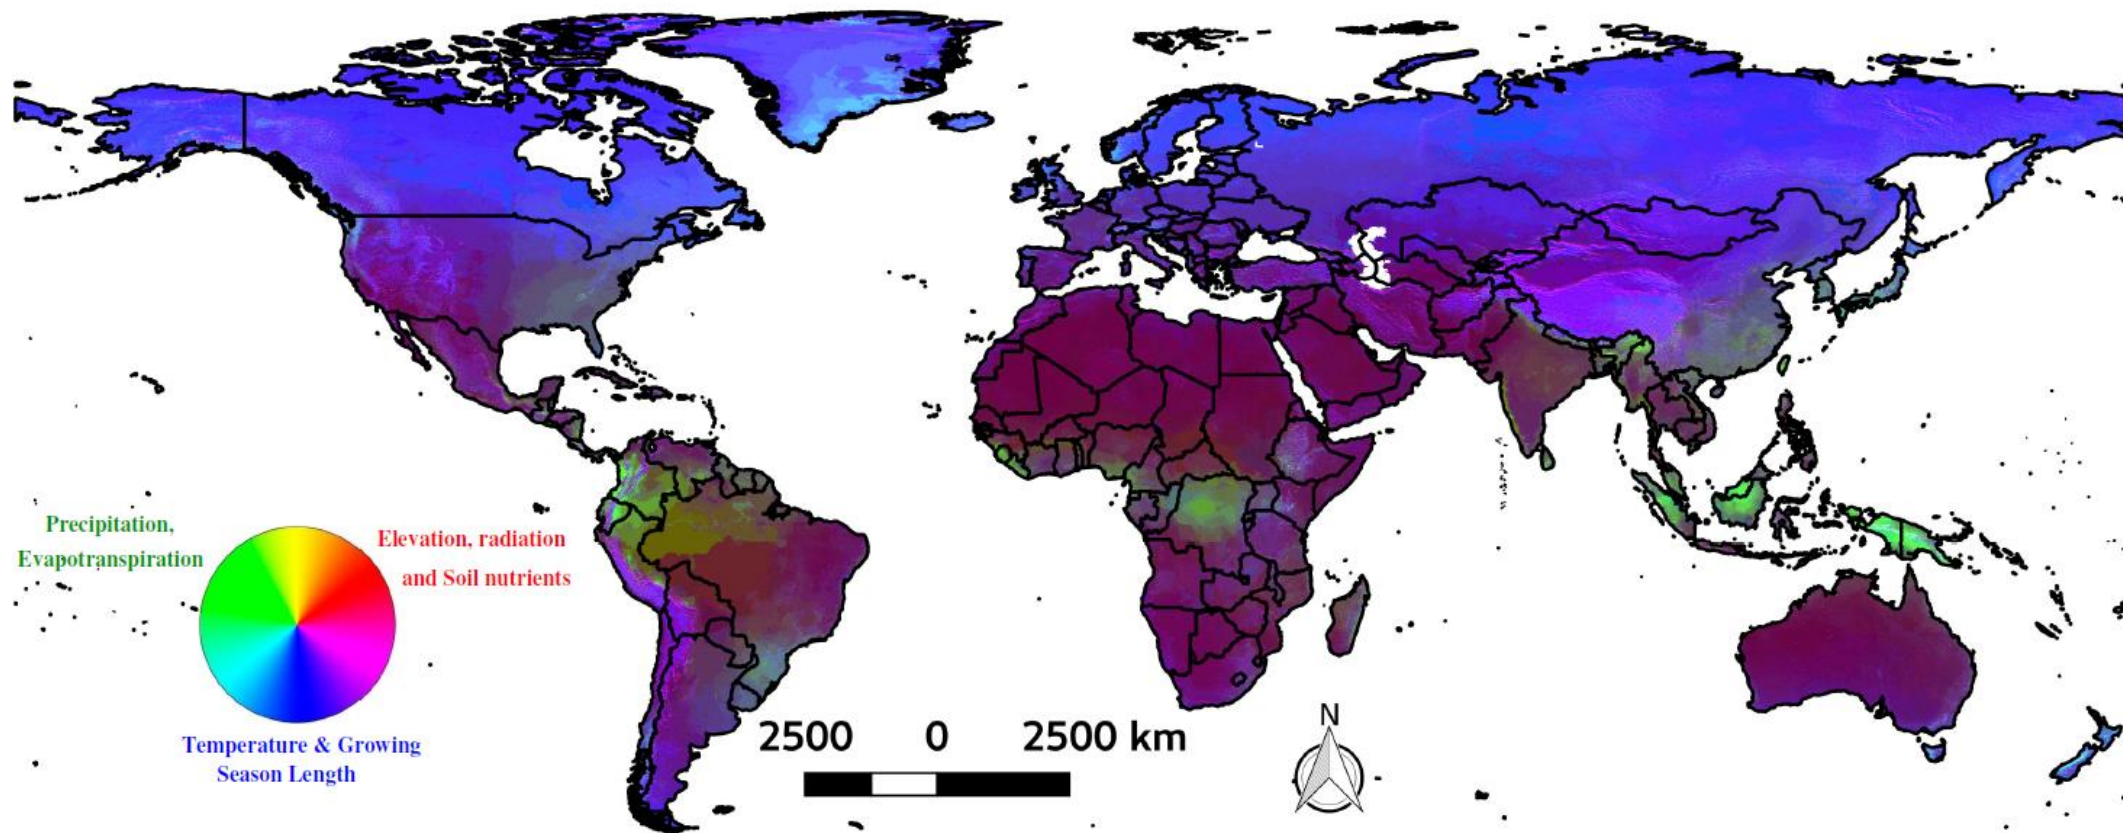 Precipitation,
Evapotranspiration
Elevation, radiation
and Soil nutrients
Temperature & Growing
Season Length
2500 0 2500 km
N